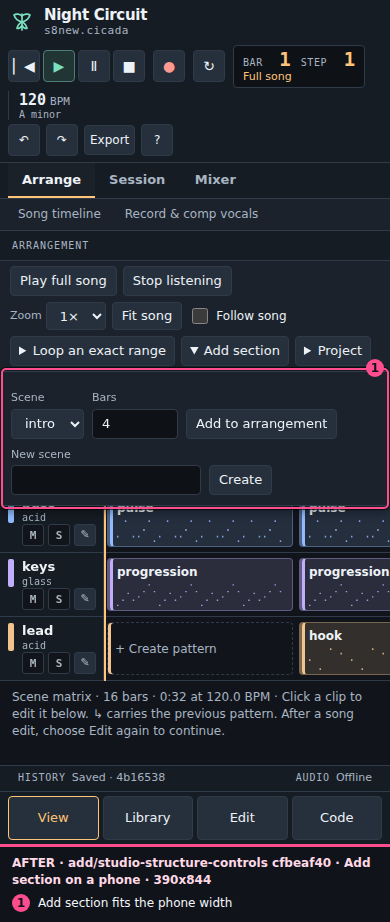 Night Circuit
s8new.cicada
BAR 1 STEP 1
Full song
120 BPM
A minor
Export ?
Arrange Session Mixer
Song timeline Record & comp vocals
ARRANGEMENT
Play full song Stop listening
Zoom 1× Fit song Follow song
Loop an exact range Add section Project
1
Scene Bars
intro 4 Add to arrangement
New scene
Create
acid
M S
keys progression progression
glass
M S
lead hook
acid + Create pattern
M S
Scene matrix · 16 bars · 0:32 at 120.0 BPM · Click a clip to
edit it below. ↳ carries the previous pattern. After a song
edit, choose Edit again to continue.
HISTORY Saved · 4b16538 AUDIO Offline
View Library Edit Code
AFTER · add/studio-structure-controls cfbeaf40 · Add
section on a phone · 390x844
1 Add section fits the phone width